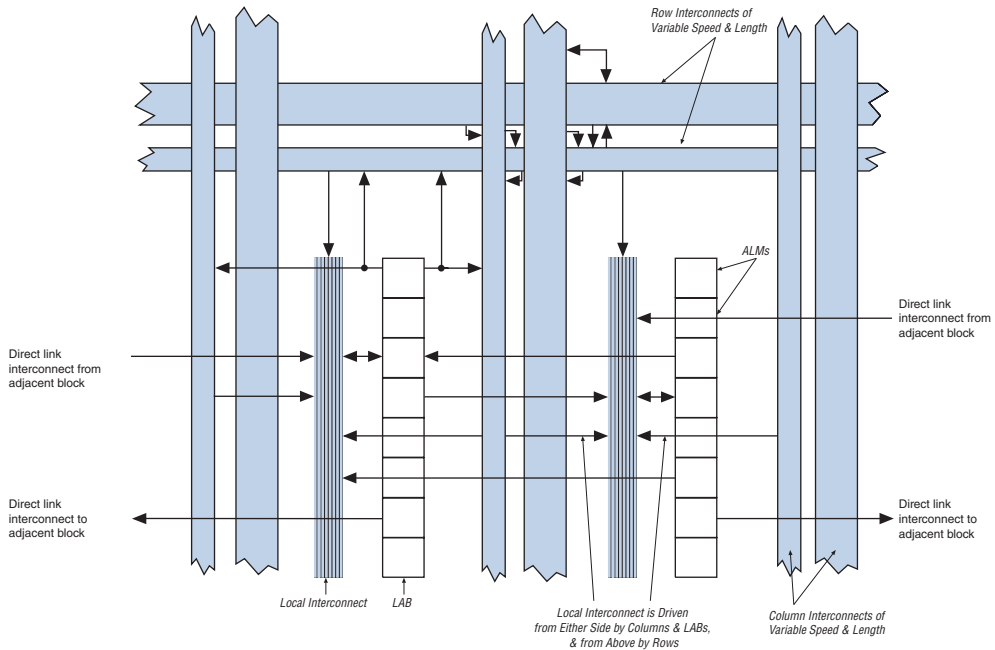 Row Interconnects of
Variable Speed & Length
ALMs
Direct link
interconnect from
adjacent block
Direct link
interconnect from
adjacent block
Direct link
interconnect to
adjacent block
Direct link
interconnect to
adjacent block
Local Interconnect
LAB
Local Interconnect is Driven
from Either Side by Columns & LABs,
& from Above by Rows
Column Interconnects of
Variable Speed & Length